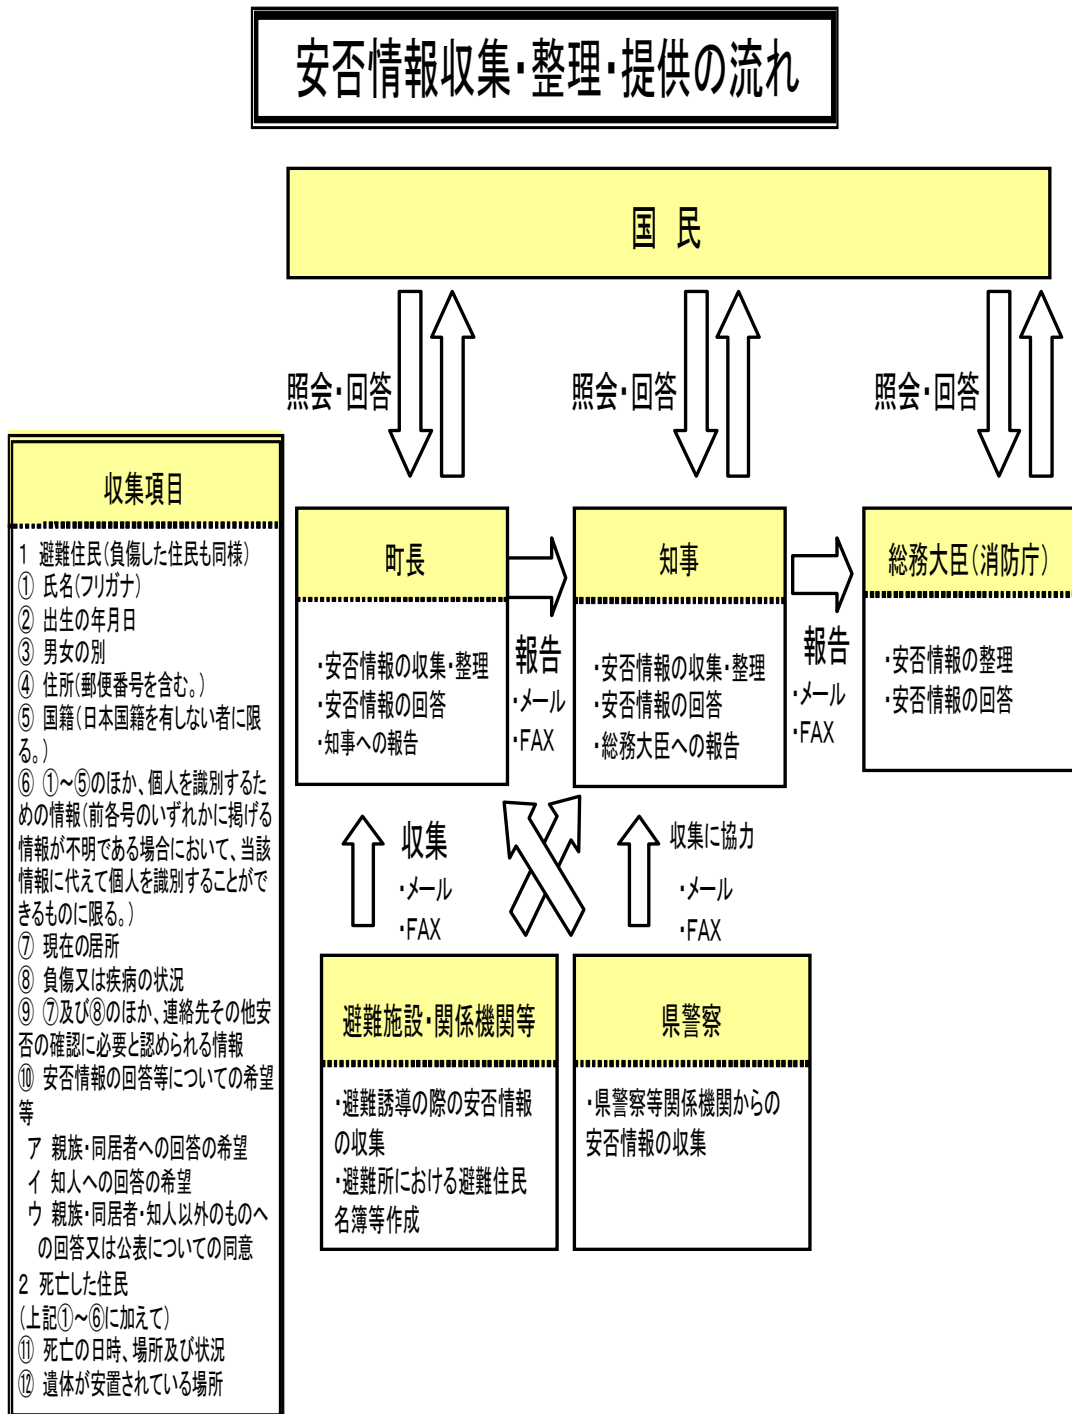 安否情報収集・整理・提供の流れ
国 民
照会・回答
照会・回答
照会・回答
収集項目
1 避難住民(負傷した住民も同様)
① 氏名(フリガナ)
② 出生の年月日
③ 男女の別
④ 住所(郵便番号を含む。)
⑤ 国籍(日本国籍を有しない者に限
る。)
⑥ ①～⑤のほか、個人を識別するた
めの情報(前各号のいずれかに掲げる
情報が不明である場合において、当該
情報に代えて個人を識別することがで
きるものに限る。)
⑦ 現在の居所
⑧ 負傷又は疾病の状況
⑨ ⑦及び⑧のほか、連絡先その他安
否の確認に必要と認められる情報
⑩ 安否情報の回答等についての希望
等
ア 親族・同居者への回答の希望
イ 知人への回答の希望
ウ 親族・同居者・知人以外のものへ
の回答又は公表についての同意
2 死亡した住民
(上記①～⑥に加えて)
⑪ 死亡の日時、場所及び状況
⑫ 遺体が安置されている場所
町長
・安否情報の収集・整理
・安否情報の回答
・知事への報告
報告
・メール
・FAX
知事
・安否情報の収集・整理
・安否情報の回答
・総務大臣への報告
報告
・メール
・FAX
総務大臣(消防庁)
・安否情報の整理
・安否情報の回答
収集
・メール
・FAX
収集に協力
・メール
・FAX
避難施設・関係機関等
・避難誘導の際の安否情報
の収集
・避難所における避難住民
名簿等作成
県警察
・県警察等関係機関からの
安否情報の収集